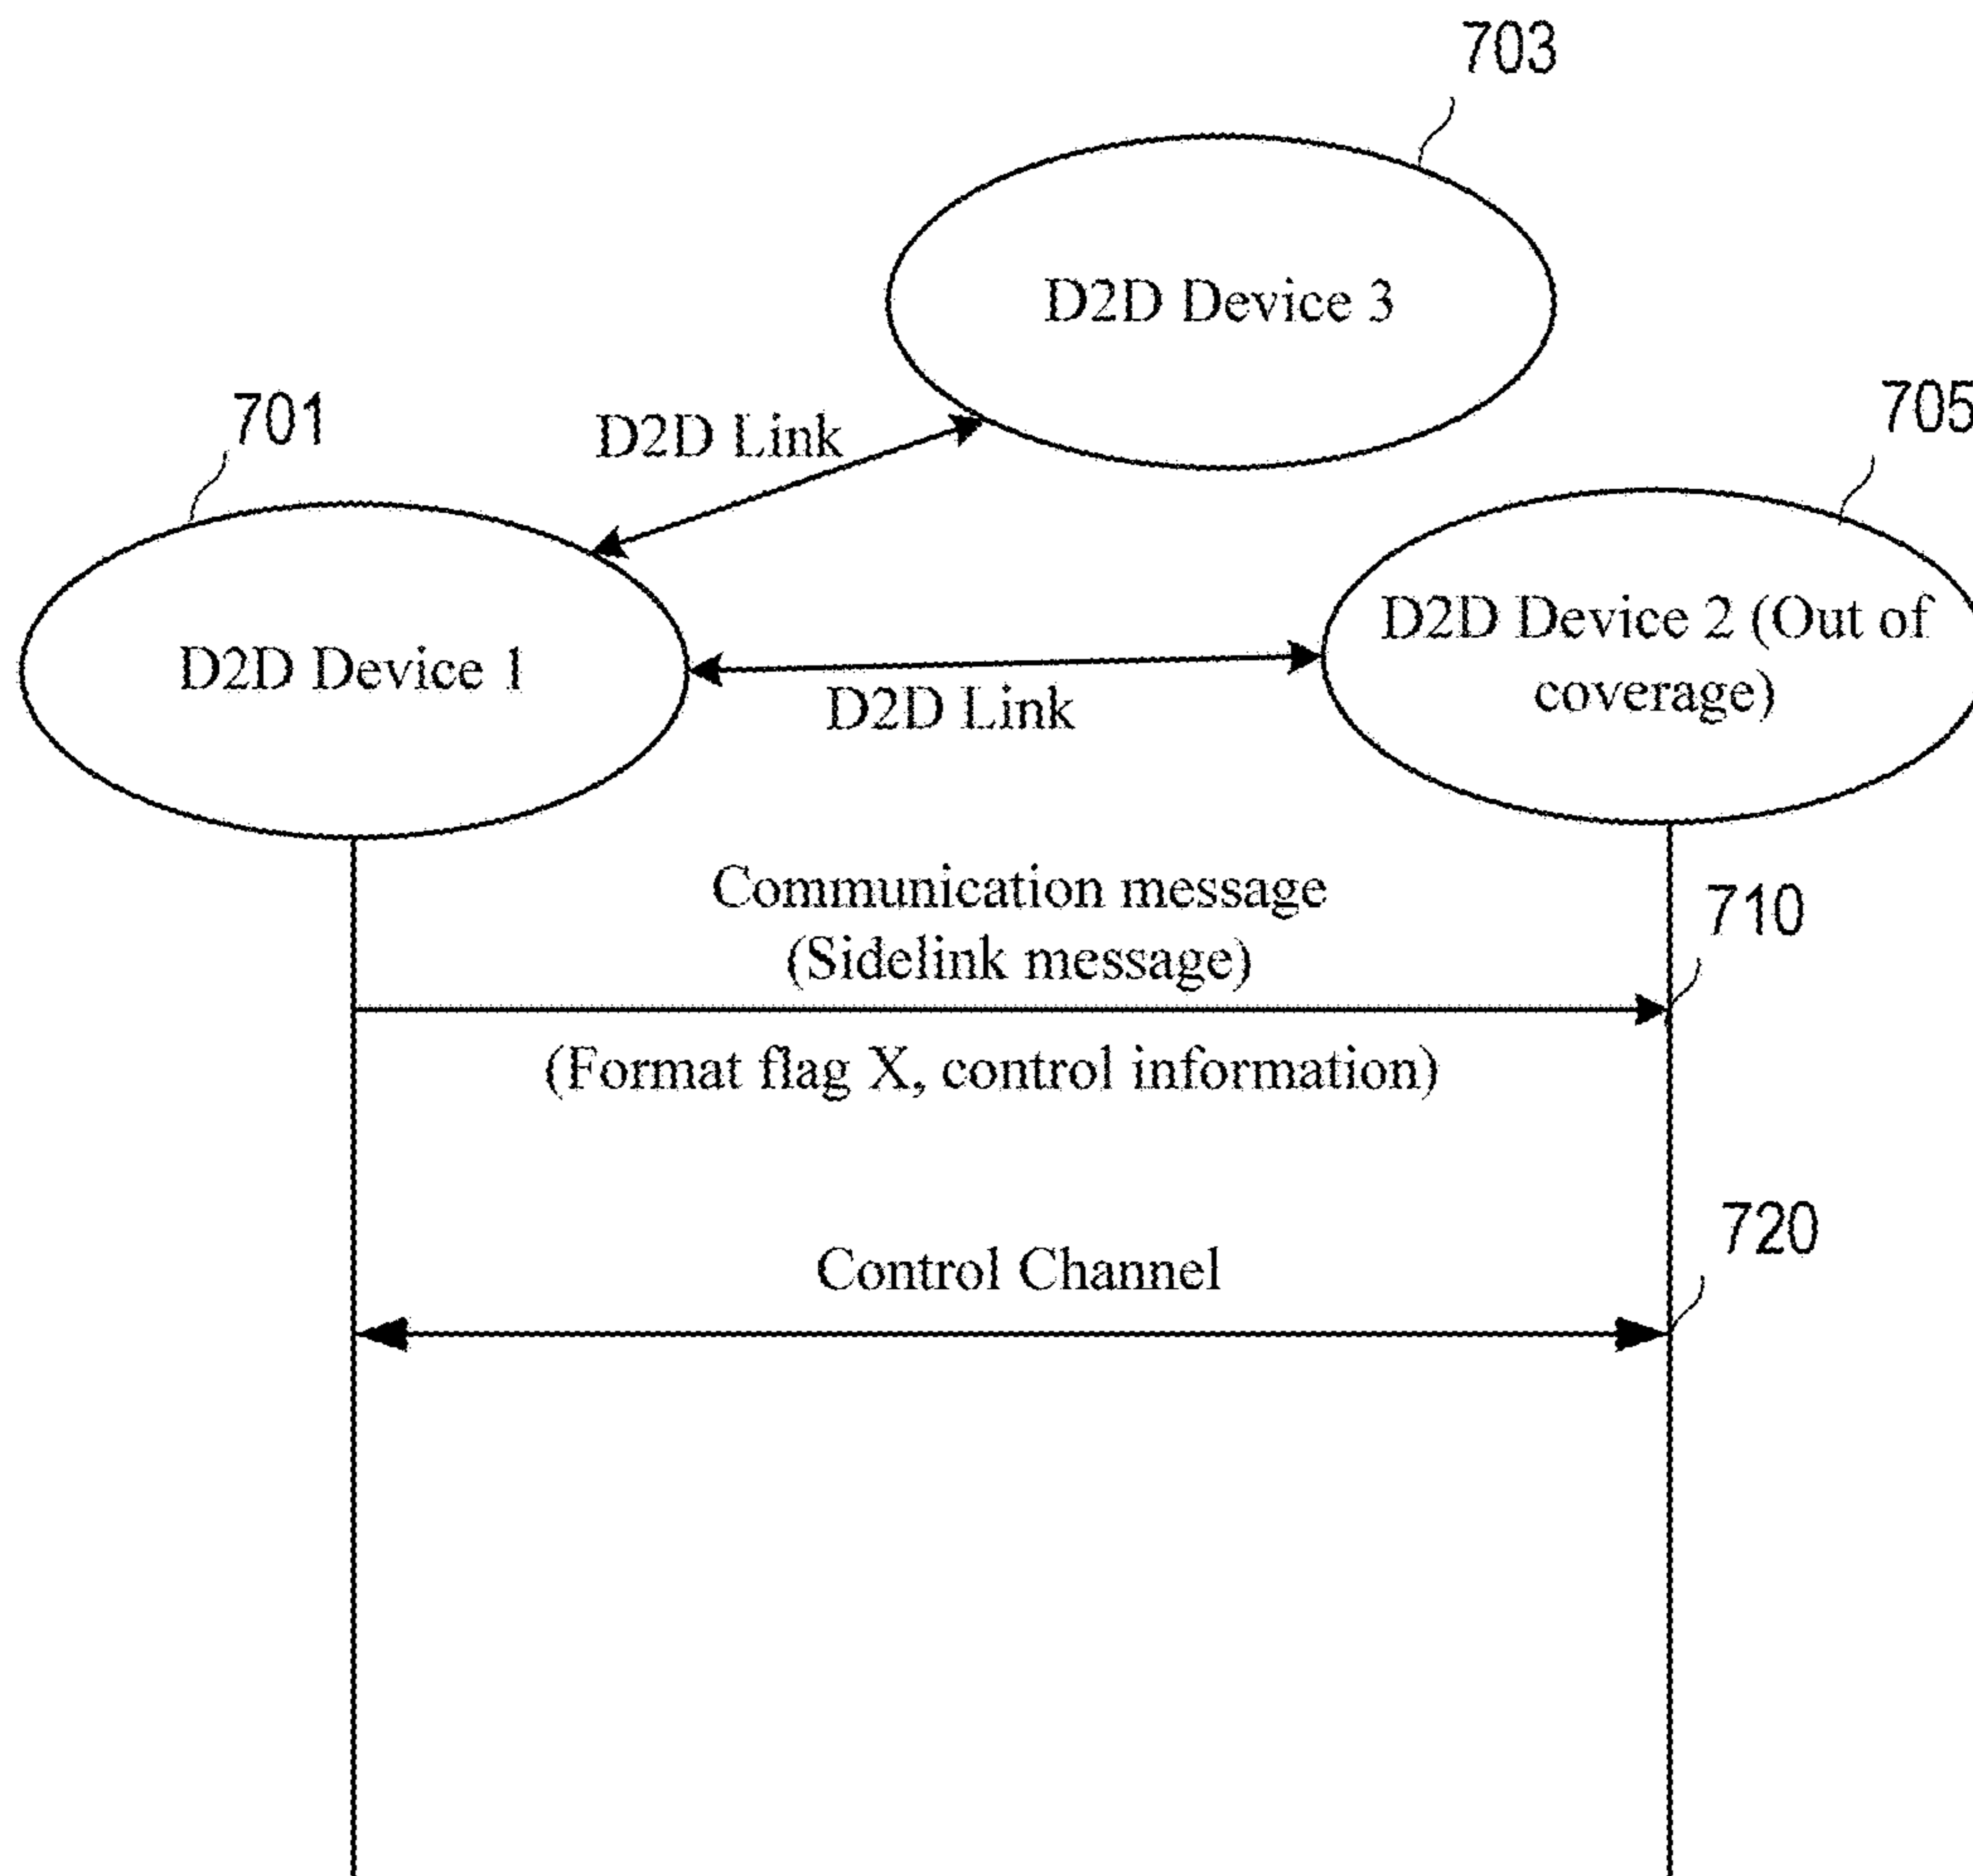 703
D2D Device 3
705
701
D2D Link
D2D Device 2 (Out of
coverage)
D2D Device 1
D2D Link
Communication message
(Sidelink message)
710
(Format flag X, control information)
720
Control Channel